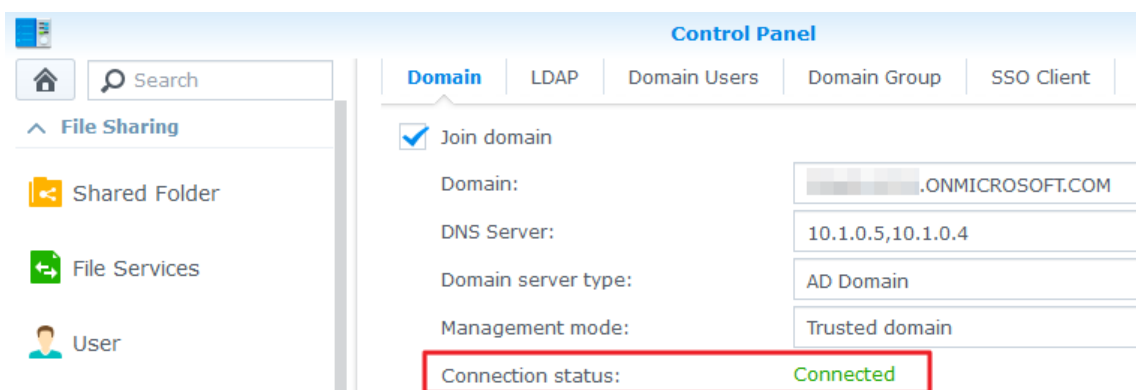 Control Panel
Search
File Sharing
Shared Folder
File Services
User
Domain LDAP Domain Users Domain Group SSO Client
Join domain
Domain: .ONMICROSOFT.COM
DNS Server: 10.1.0.5,10.1.0.4
Domain server type: AD Domain
Management mode: Trusted domain
Connection status: Connected